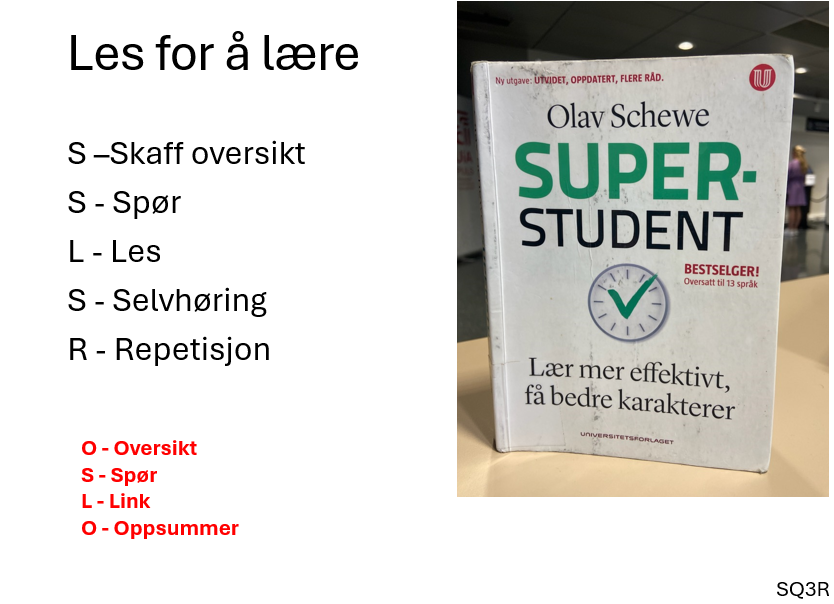 Les for å lære
S –Skaff oversikt
S - Spør
L - Les
S - Selvhøring
R - Repetisjon
O - Oversikt
S - Spør
L - Link
O - Oppsummer
Ny utgave: UTVIDET, OPPDATERT, FLERE RÅD.
Olav Schewe
SUPER-
STUDENT
BESTSELGER!
Oversatt til 13 språk
Lær mer effektivt,
få bedre karakterer
UNIVERSITETSFORLAGET
SQ3R